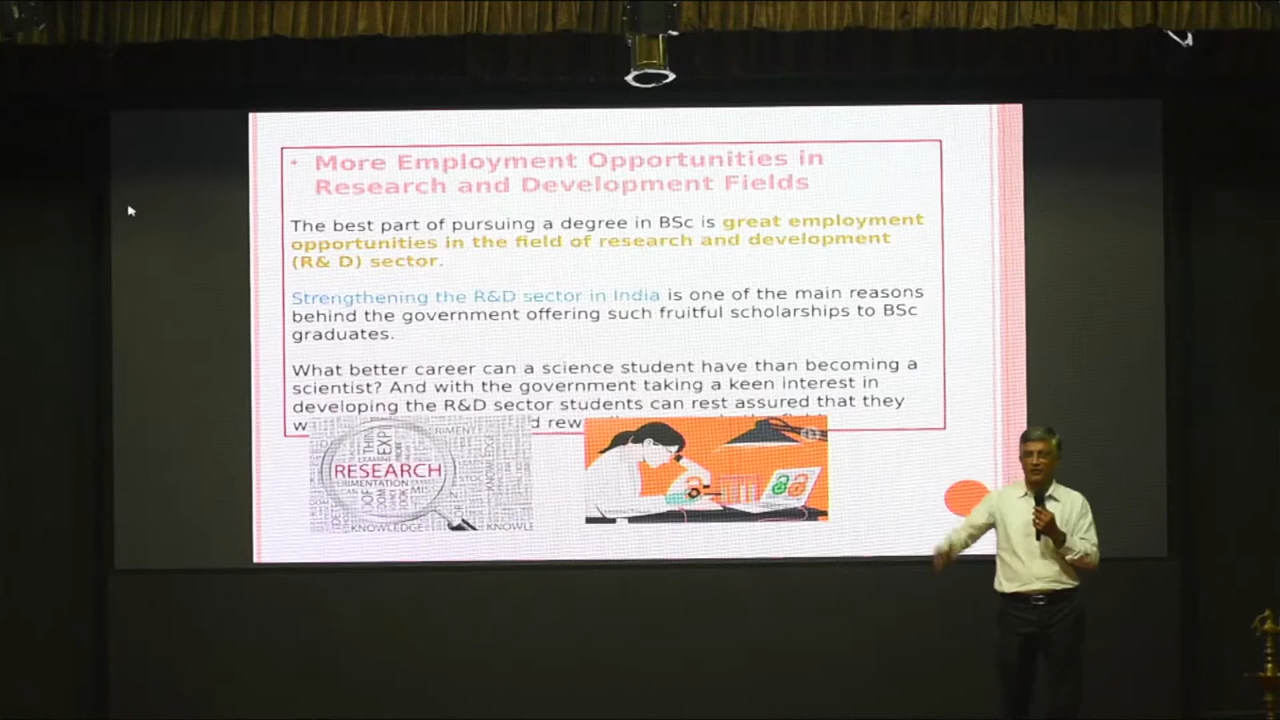 • More Employment Opportunities in
Research and Development Fields
The best part of pursuing a degree in BSc is great employment
opportunities in the field of research and development
(R& D) sector.
Strengthening the R&D sector in India is one of the main reasons
behind the government offering such fruitful scholarships to BSc
graduates.
What better career can a science student have than becoming a
scientist? And with the government taking a keen interest in
developing the R&D sector students can rest assured that they
RESEARCH
KNOWLEDGE